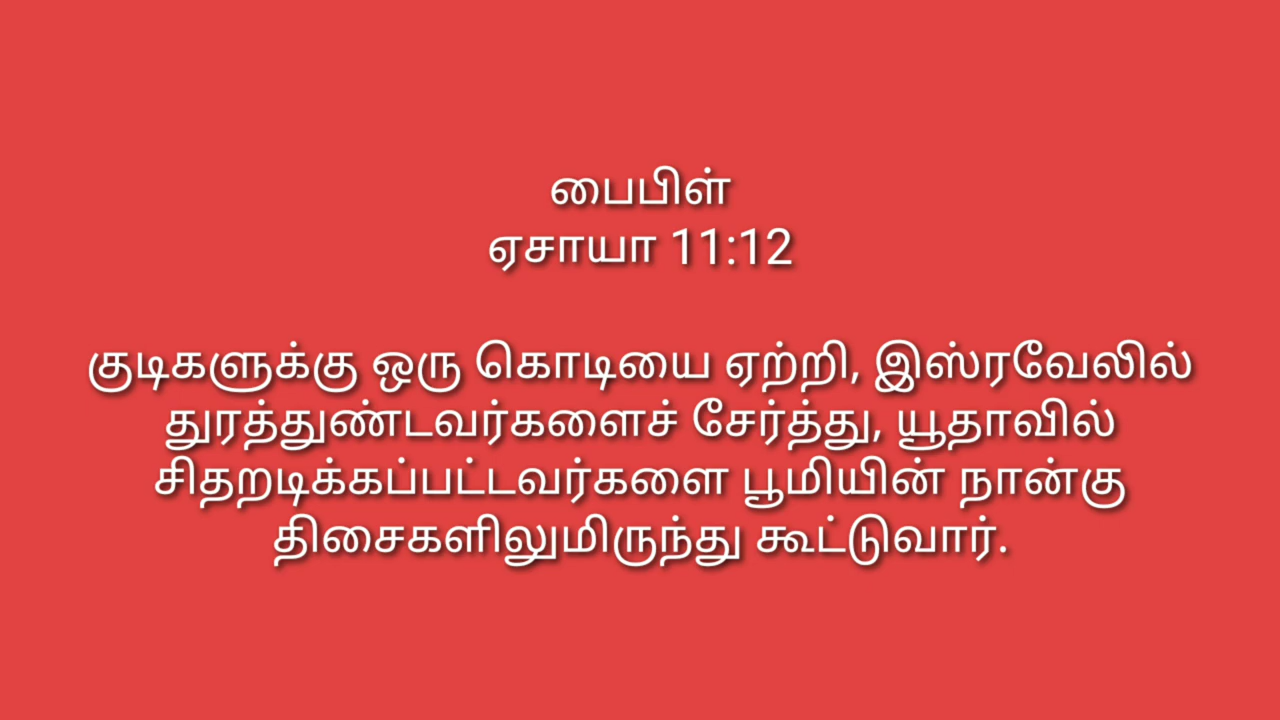 பைபிள்
ஏசாயா 11:12
குடிகளுக்கு ஒரு கொடியை ஏற்றி, இஸ்ரவேலில்
துரத்துண்டவர்களைச் சேர்த்து, யூதாவில்
சிதறடிக்கப்பட்டவர்களை பூமியின் நான்கு
திசைகளிலுமிருந்து கூட்டுவார்.